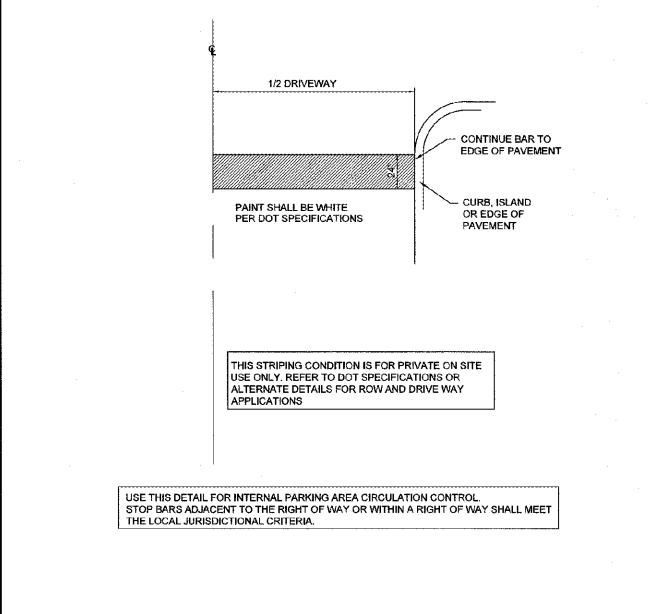 ℄
1/2 DRIVEWAY
CONTINUE BAR TO
EDGE OF PAVEMENT
24"
CURB, ISLAND
OR EDGE OF
PAVEMENT
PAINT SHALL BE WHITE
PER DOT SPECIFICATIONS
THIS STRIPING CONDITION IS FOR PRIVATE ON SITE
USE ONLY. REFER TO DOT SPECIFICATIONS OR
ALTERNATE DETAILS FOR ROW AND DRIVE WAY
APPLICATIONS
USE THIS DETAIL FOR INTERNAL PARKING AREA CIRCULATION CONTROL.
STOP BARS ADJACENT TO THE RIGHT OF WAY OR WITHIN A RIGHT OF WAY SHALL MEET
THE LOCAL JURISDICTIONAL CRITERIA.